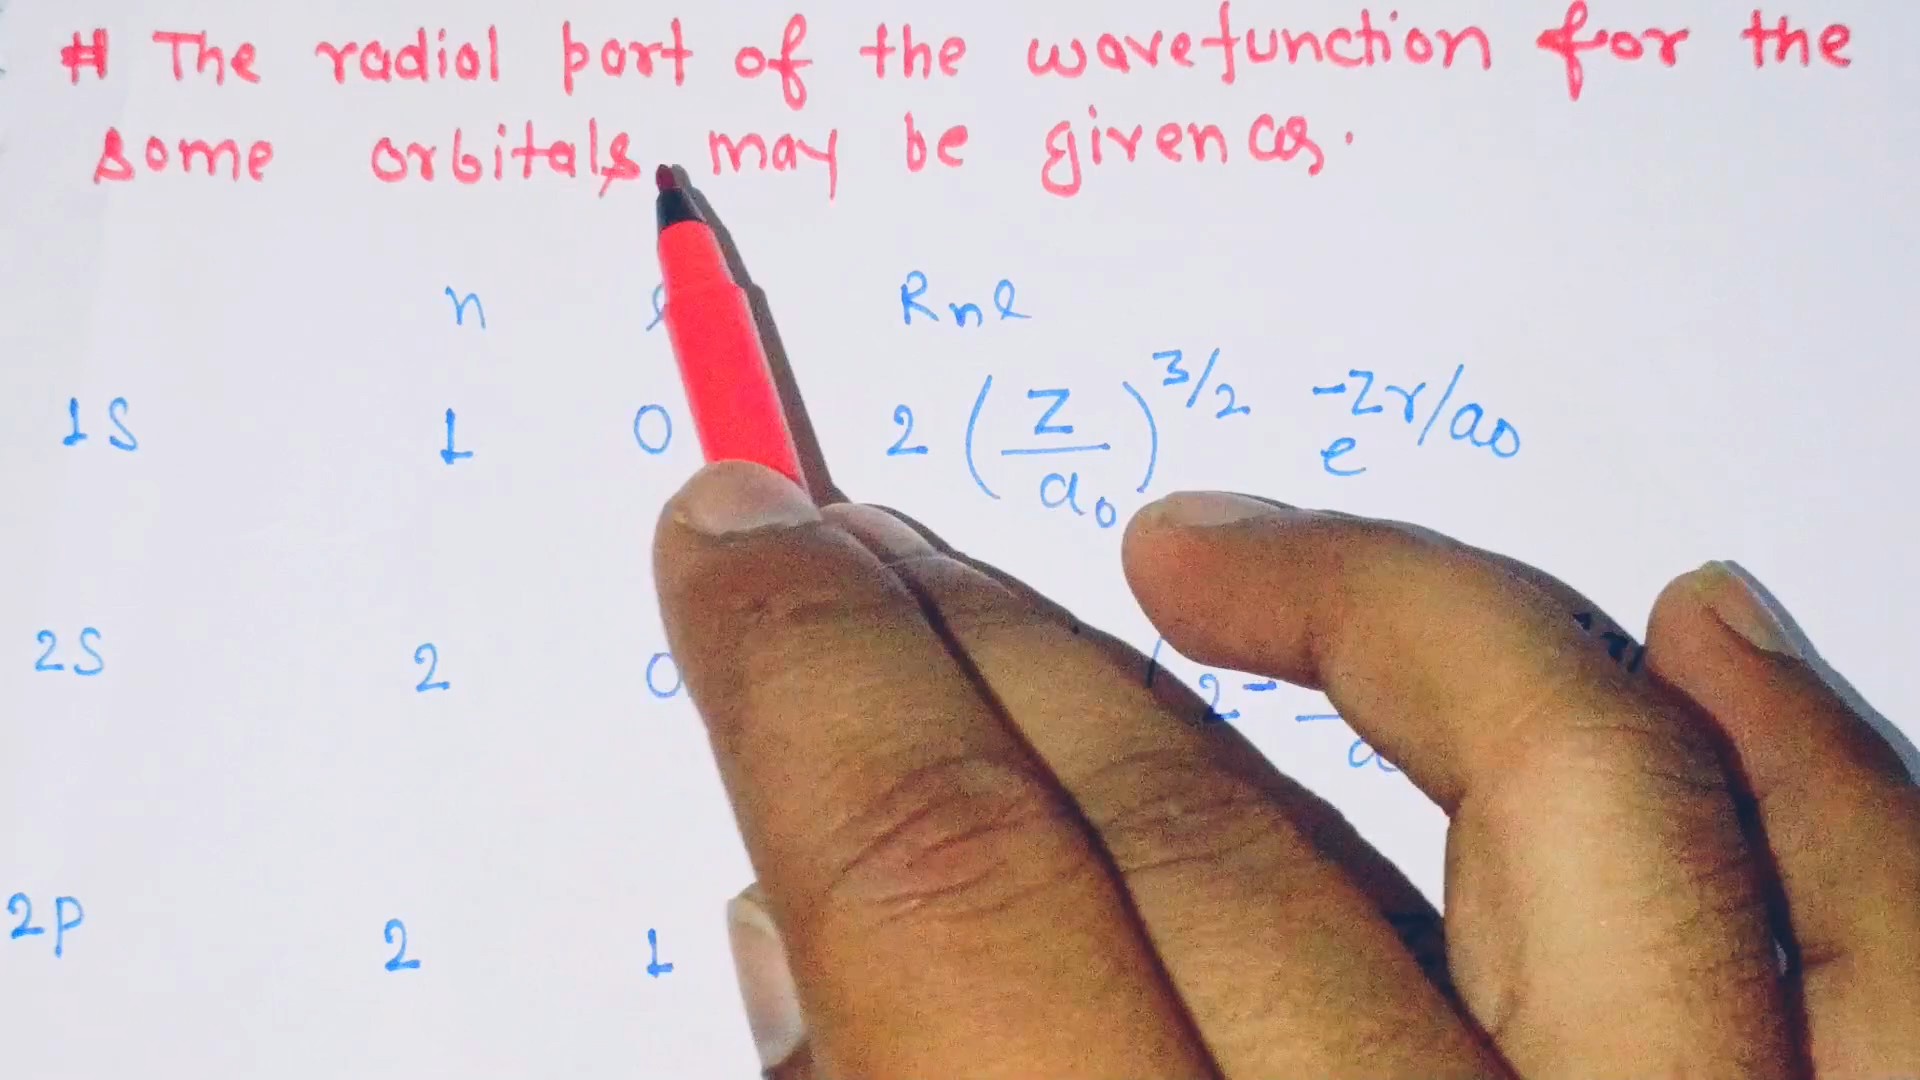 # The radial part of the wavefunction for the
some orbitals may be given as.
n l Rnl
1s 1 0 2 (Z/a0)^3/2 e^-Zr/a0
2s 2 0 2 -
2p 2 1